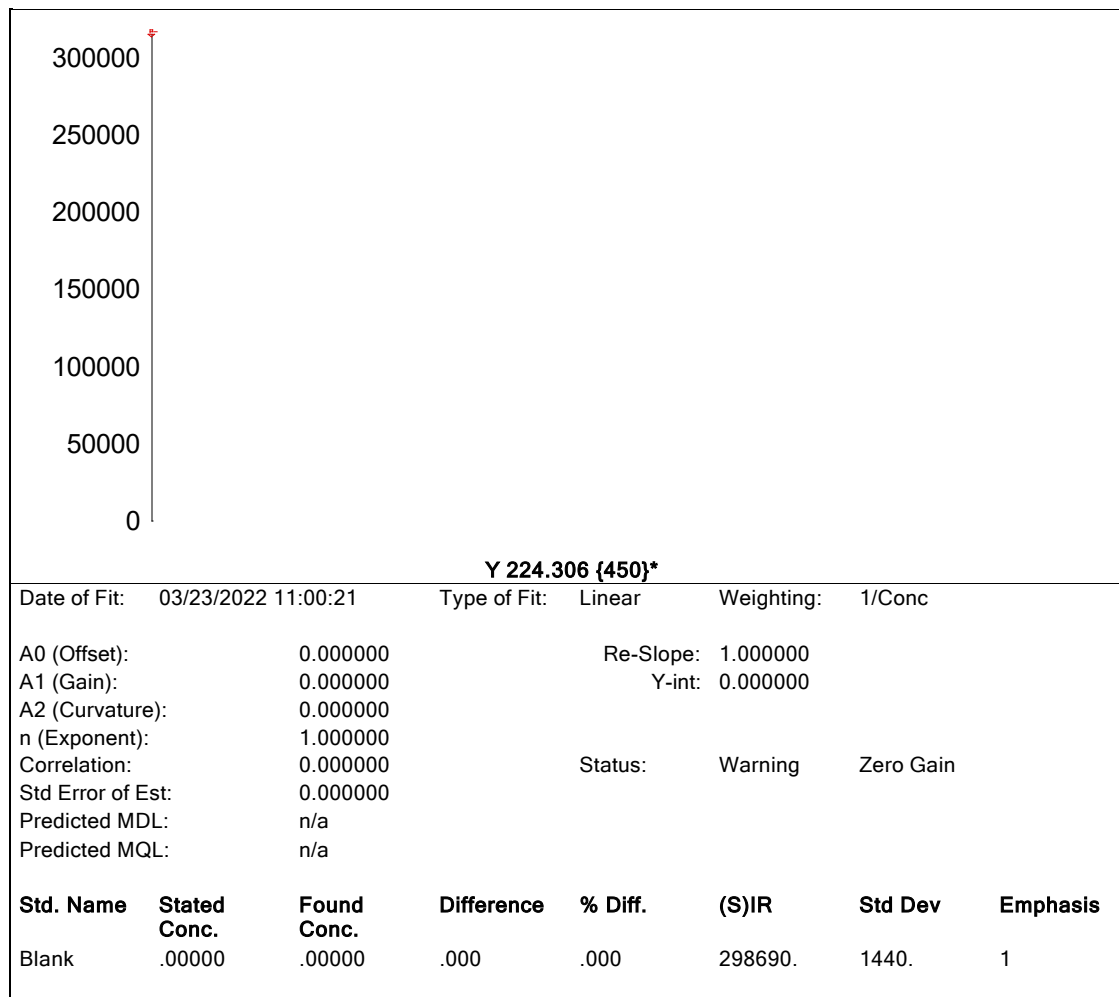 300000
250000
200000
150000
100000
50000
0
Y 224.306 {450}*
Date of Fit: 03/23/2022 11:00:21 Type of Fit: Linear Weighting: 1/Conc
A0 (Offset): 0.000000 Re-Slope: 1.000000
A1 (Gain): 0.000000 Y-int: 0.000000
A2 (Curvature): 0.000000
n (Exponent): 1.000000
Correlation: 0.000000 Status: Warning Zero Gain
Std Error of Est: 0.000000
Predicted MDL: n/a
Predicted MQL: n/a
Std. Name Stated Found Difference % Diff. (S)IR Std Dev Emphasis
Conc. Conc.
Blank .00000 .00000 .000 .000 298690. 1440. 1